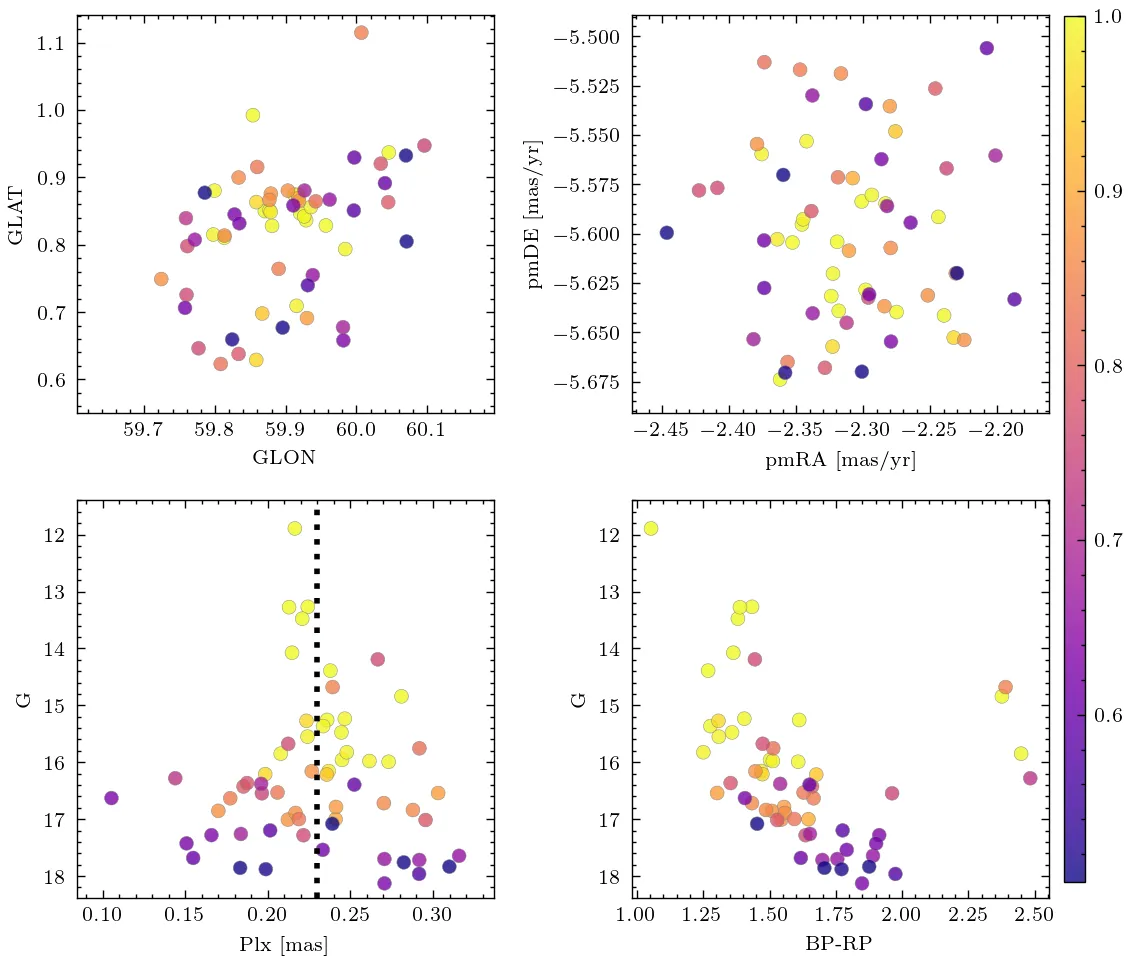 1.1
1.0
0.9
0.8
0.7
0.6
GLAT
59.7 59.8 59.9 60.0 60.1
GLON
−5.500
−5.525
−5.550
−5.575
−5.600
−5.625
−5.650
−5.675
pmDE [mas/yr]
−2.45 −2.40 −2.35 −2.30 −2.25 −2.20
pmRA [mas/yr]
12
13
14
15
16
17
18
G
0.10 0.15 0.20 0.25 0.30
Plx [mas]
12
13
14
15
16
17
18
G
1.00 1.25 1.50 1.75 2.00 2.25 2.50
BP-RP
1.0
0.9
0.8
0.7
0.6